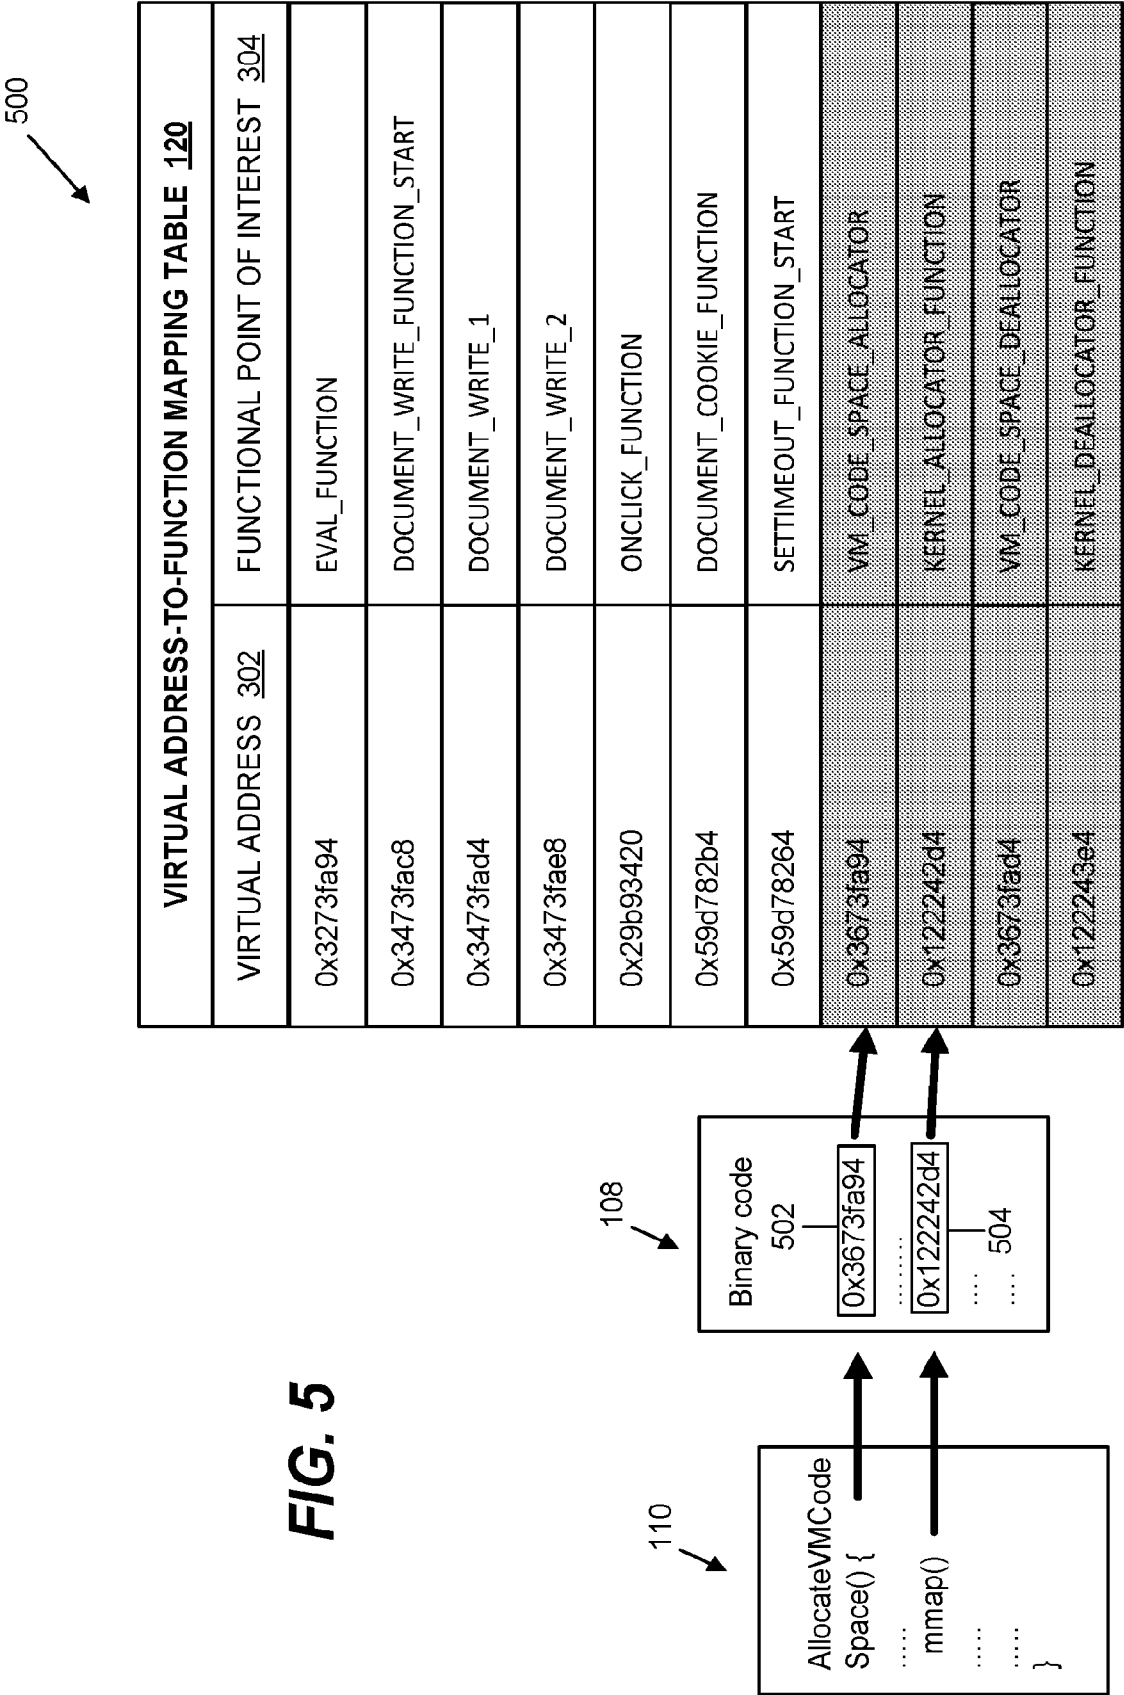 500
VIRTUAL ADDRESS-TO-FUNCTION MAPPING TABLE 120
VIRTUAL ADDRESS 302 FUNCTIONAL POINT OF INTEREST 304
0x3273fa94 EVAL_FUNCTION
0x3473fac8 DOCUMENT_WRITE_FUNCTION_START
0x3473fad4 DOCUMENT_WRITE_1
0x3473fae8 DOCUMENT_WRITE_2
0x29b93420 ONCLICK_FUNCTION
0x59d782b4 DOCUMENT_COOKIE_FUNCTION
0x59d78264 SETTIMEOUT_FUNCTION_START
0x3673fa94 VM_CODE_SPACE_ALLOCATOR
0x122242d4 KERNEL_ALLOCATOR_FUNCTION
0x3673fad4 VM_CODE_SPACE_DEALLOCATOR
0x122243e4 KERNEL_DEALLOCATOR_FUNCTION
FIG. 5
108
Binary code
502
0x3673fa94
.........
0x122242d4
....
.... 504
110
AllocateVMCode
Space() {
.....
mmap()
.....
.....
}